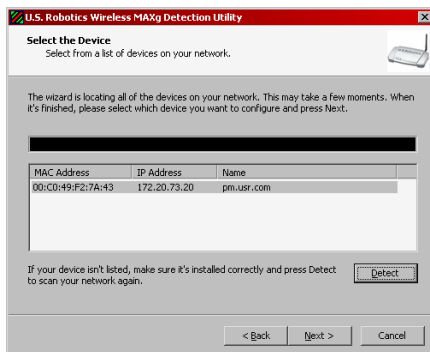 U.S. Robotics Wireless MAXg Detection Utility
Select the Device
Select from a list of devices on your network.
The wizard is locating all of the devices on your network. This may take a few moments. When
it's finished, please select which device you want to configure and press Next.
MAC Address IP Address Name
00:C0:49:F2:7A:43 172.20.73.20 pm.usr.com
If your device isn't listed, make sure it's installed correctly and press Detect
to scan your network again.
Detect
< Back Next > Cancel